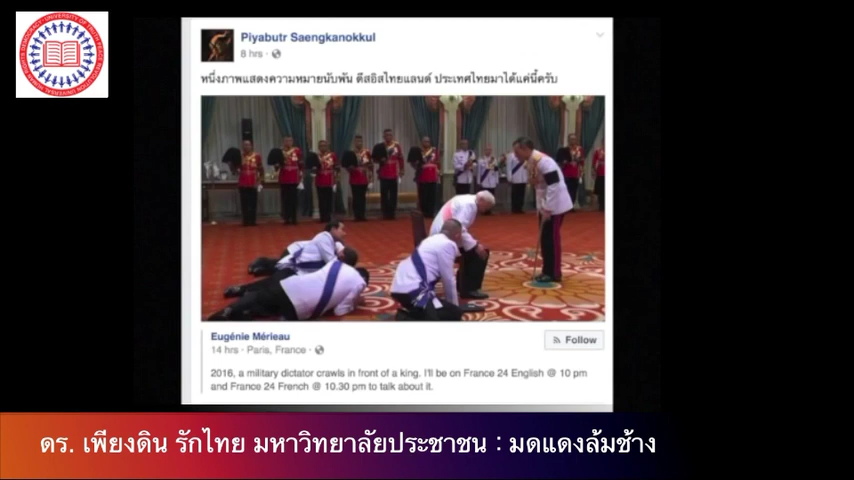 Piyabutr Saengkanokkul
8 hrs ·
หนึ่งภาพแสดงความหมายนับพัน ดีสอิสไทยแลนด์ ประเทศไทยมาได้แค่นี้ครับ
Eugénie Mérieau
Follow
14 hrs · Paris, France ·
2016, a military dictator crawls in front of a king. I'll be on France 24 English @ 10 pm
and France 24 French @ 10.30 pm to talk about it.
ดร. เพียงดิน รักไทย มหาวิทยาลัยประชาชน : มดแดงล้มช้าง